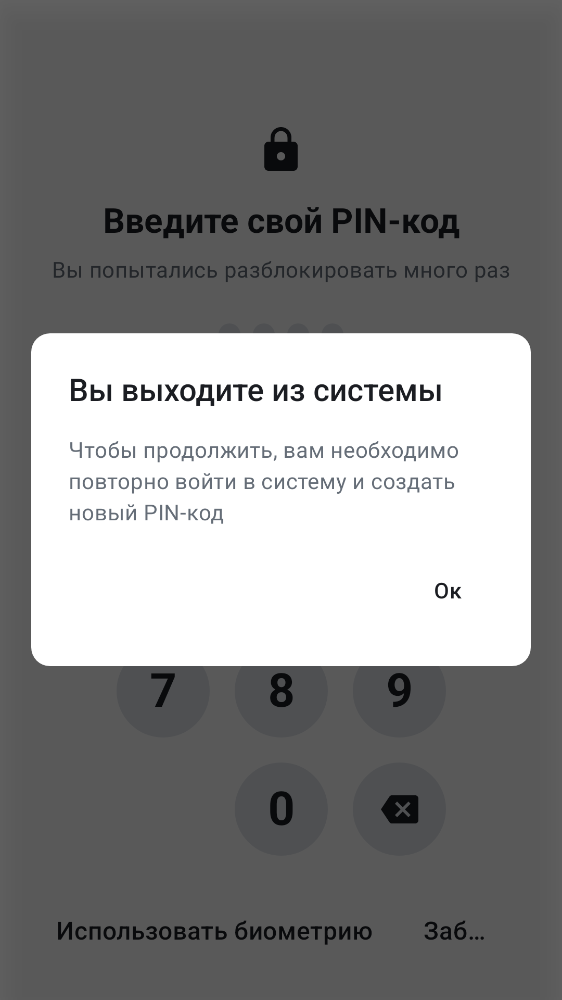 Введите свой PIN-код
Вы попытались разблокировать много раз
Вы выходите из системы
Чтобы продолжить, вам необходимо
повторно войти в систему и создать
новый PIN-код
Ок
7 8 9
0
Использовать биометрию Заб...